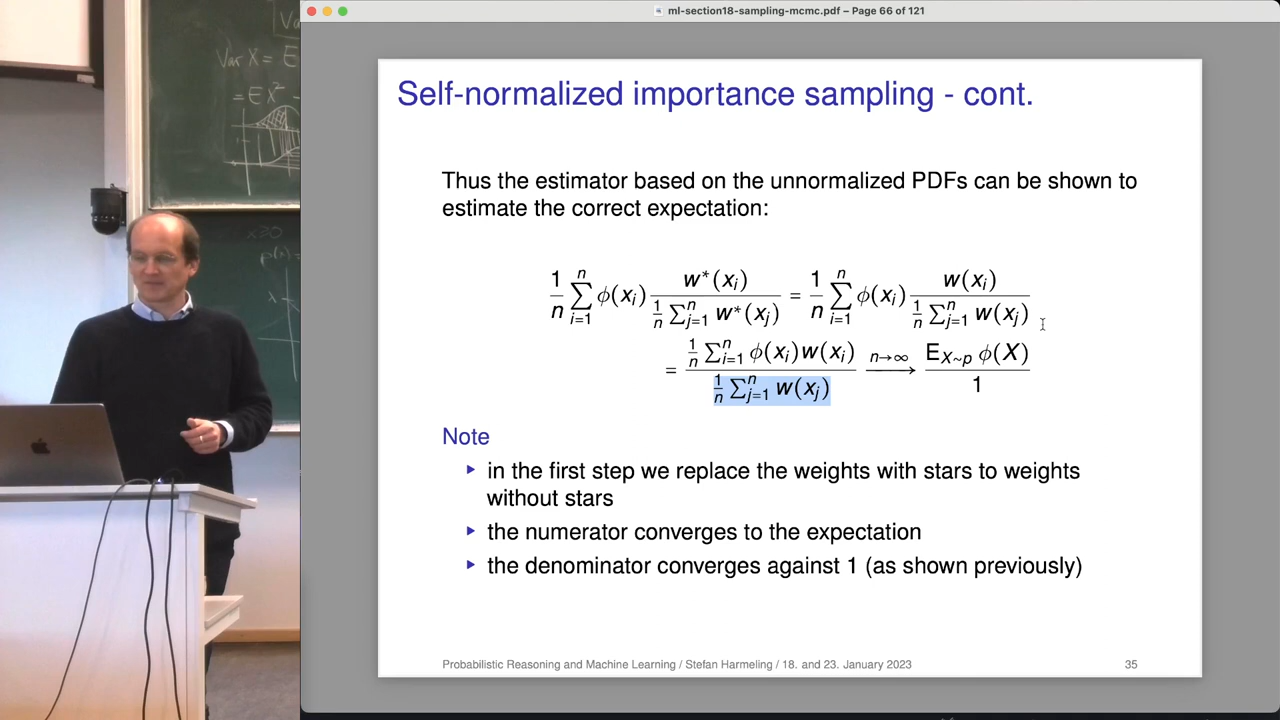 ml-section18-sampling-mcmc.pdf – Page 66 of 121
Var X = E
= EX² -
x≥0
Self-normalized importance sampling - cont.
Thus the estimator based on the unnormalized PDFs can be shown to
estimate the correct expectation:
1/n ∑_{i=1}^{n} ϕ(x_i) w*(x_i) / (1/n ∑_{j=1}^{n} w*(x_j)) = 1/n ∑_{i=1}^{n} ϕ(x_i) w(x_i) / (1/n ∑_{j=1}^{n} w(x_j))
= (1/n ∑_{i=1}^{n} ϕ(x_i)w(x_i)) / (1/n ∑_{j=1}^{n} w(x_j)) —n→∞→ E_{X~p} ϕ(X) / 1
Note
▸ in the first step we replace the weights with stars to weights
without stars
▸ the numerator converges to the expectation
▸ the denominator converges against 1 (as shown previously)
Probabilistic Reasoning and Machine Learning / Stefan Harmeling / 18. and 23. January 2023 35